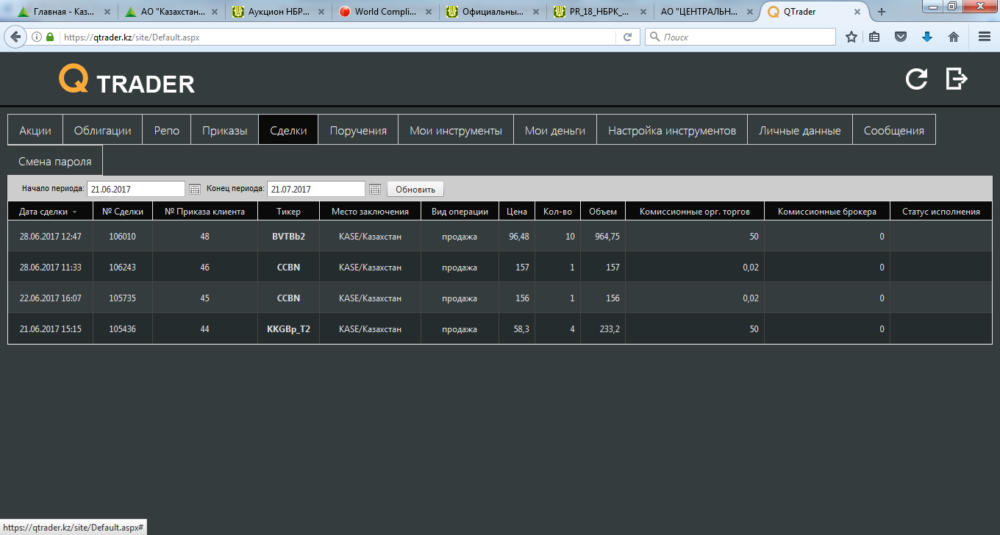 Главная - Каз...
АО "Казахстан...
Аукцион НБР...
World Compli...
Официальны...
PR_18_НБРК_...
АО "ЦЕНТРАЛЬН...
QTrader
https://qtrader.kz/site/Default.aspx
Поиск
Q TRADER
Акции Облигации Репо Приказы Сделки Поручения Мои инструменты Мои деньги Настройка инструментов Личные данные Сообщения
Смена пароля
Начало периода: 21.06.2017 Конец периода: 21.07.2017 Обновить
Дата сделки № Сделки № Приказа клиента Тикер Место заключения Вид операции Цена Кол-во Объем Комиссионные орг. торгов Комиссионные брокера Статус исполнения
28.06.2017 12:47 106010 48 BVTBb2 KASE/Казахстан продажа 96,48 10 964,75 50 0
28.06.2017 11:33 106243 46 CCBN KASE/Казахстан продажа 157 1 157 0,02 0
22.06.2017 16:07 105735 45 CCBN KASE/Казахстан продажа 156 1 156 0,02 0
21.06.2017 15:15 105436 44 KKGBp_T2 KASE/Казахстан продажа 58,3 4 233,2 50 0
https://qtrader.kz/site/Default.aspx#